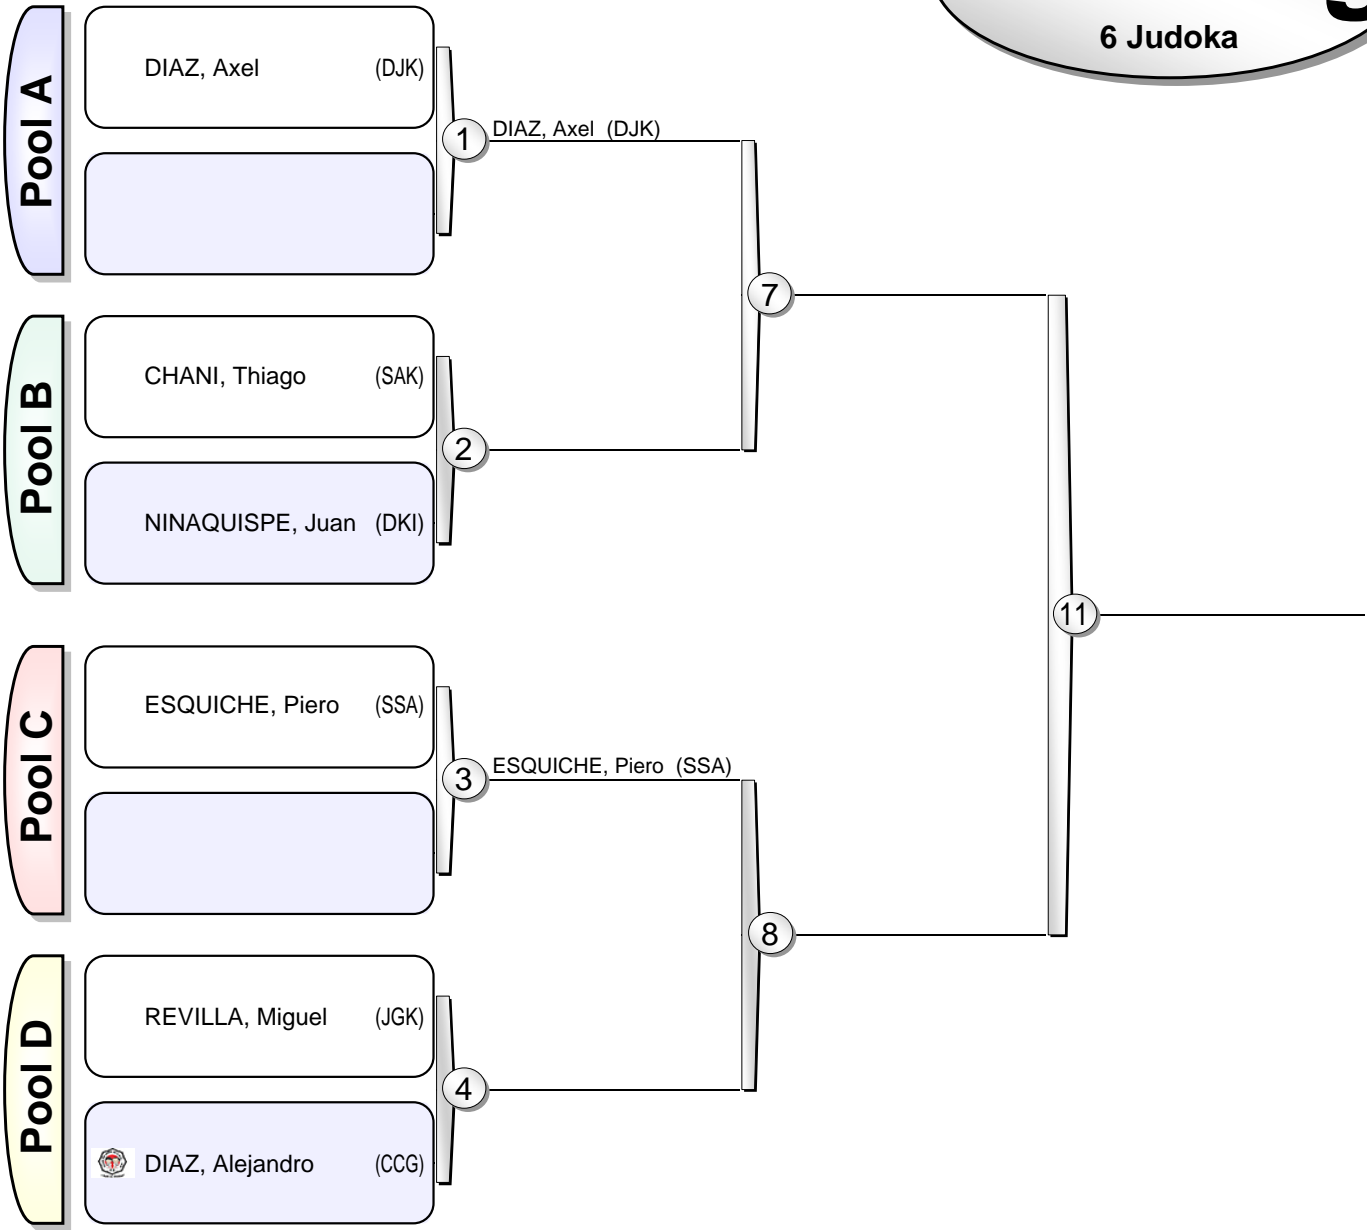 6 Judoka
Pool A
DIAZ, Axel (DJK)
1
DIAZ, Axel (DJK)
7
Pool B
CHANI, Thiago (SAK)
2
NINAQUISPE, Juan (DKI)
11
Pool C
ESQUICHE, Piero (SSA)
3
ESQUICHE, Piero (SSA)
8
Pool D
REVILLA, Miguel (JGK)
4
DIAZ, Alejandro (CCG)